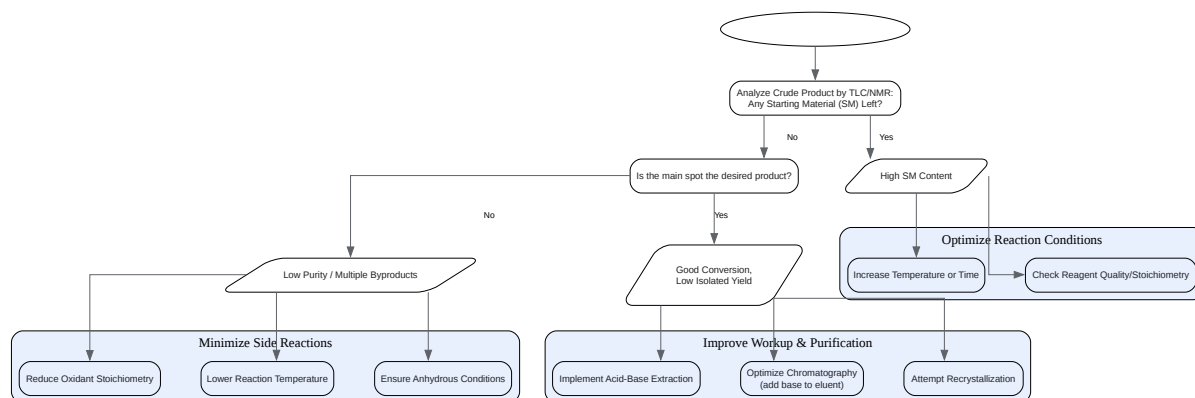 Analyze Crude Product by TLC/NMR:
Any Starting Material (SM) Left?
No
Yes
Is the main spot the desired product?
High SM Content
No
Yes
Optimize Reaction Conditions
Low Purity / Multiple Byproducts
Good Conversion,
Low Isolated Yield
Increase Temperature or Time
Check Reagent Quality/Stoichiometry
Minimize Side Reactions
Improve Workup & Purification
Reduce Oxidant Stoichiometry
Lower Reaction Temperature
Ensure Anhydrous Conditions
Implement Acid-Base Extraction
Optimize Chromatography
(add base to eluent)
Attempt Recrystallization